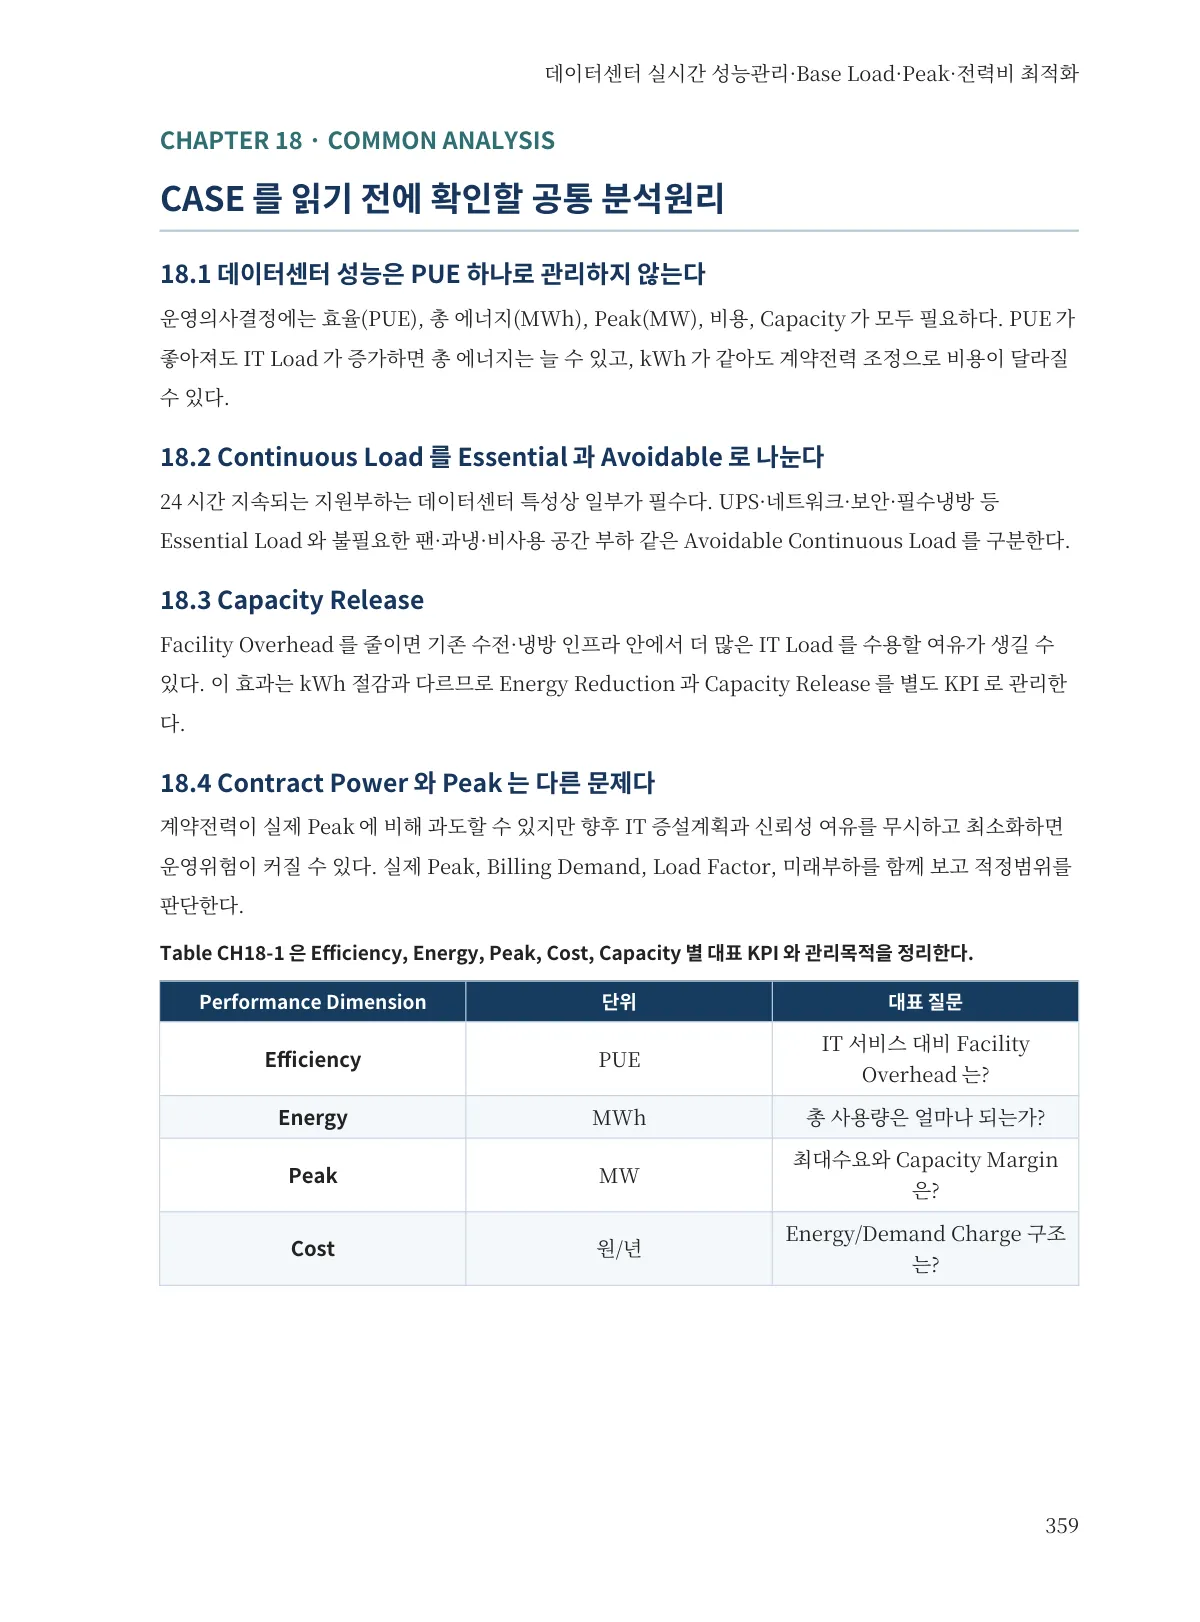 데이터센터 실시간 성능관리·Base Load·Peak·전력비 최적화
CHAPTER 18 · COMMON ANALYSIS
CASE 를 읽기 전에 확인할 공통 분석원리
18.1 데이터센터 성능은 PUE 하나로 관리하지 않는다
운영의사결정에는 효율(PUE), 총 에너지(MWh), Peak(MW), 비용, Capacity 가 모두 필요하다. PUE 가
좋아져도 IT Load 가 증가하면 총 에너지는 늘 수 있고, kWh 가 같아도 계약전력 조정으로 비용이 달라질
수 있다.
18.2 Continuous Load 를 Essential 과 Avoidable 로 나눈다
24 시간 지속되는 지원부하는 데이터센터 특성상 일부가 필수다. UPS·네트워크·보안·필수냉방 등
Essential Load 와 불필요한 팬·과냉·비사용 공간 부하 같은 Avoidable Continuous Load 를 구분한다.
18.3 Capacity Release
Facility Overhead 를 줄이면 기존 수전·냉방 인프라 안에서 더 많은 IT Load 를 수용할 여유가 생길 수
있다. 이 효과는 kWh 절감과 다르므로 Energy Reduction 과 Capacity Release 를 별도 KPI 로 관리한
다.
18.4 Contract Power 와 Peak 는 다른 문제다
계약전력이 실제 Peak 에 비해 과도할 수 있지만 향후 IT 증설계획과 신뢰성 여유를 무시하고 최소화하면
운영위험이 커질 수 있다. 실제 Peak, Billing Demand, Load Factor, 미래부하를 함께 보고 적정범위를
판단한다.
Table CH18-1 은 Efficiency, Energy, Peak, Cost, Capacity 별 대표 KPI 와 관리목적을 정리한다.
Performance Dimension 단위 대표 질문
Efficiency PUE IT 서비스 대비 Facility
Overhead 는?
Energy MWh 총 사용량은 얼마나 되는가?
Peak MW 최대수요와 Capacity Margin
은?
Cost 원/년 Energy/Demand Charge 구조
는?
359